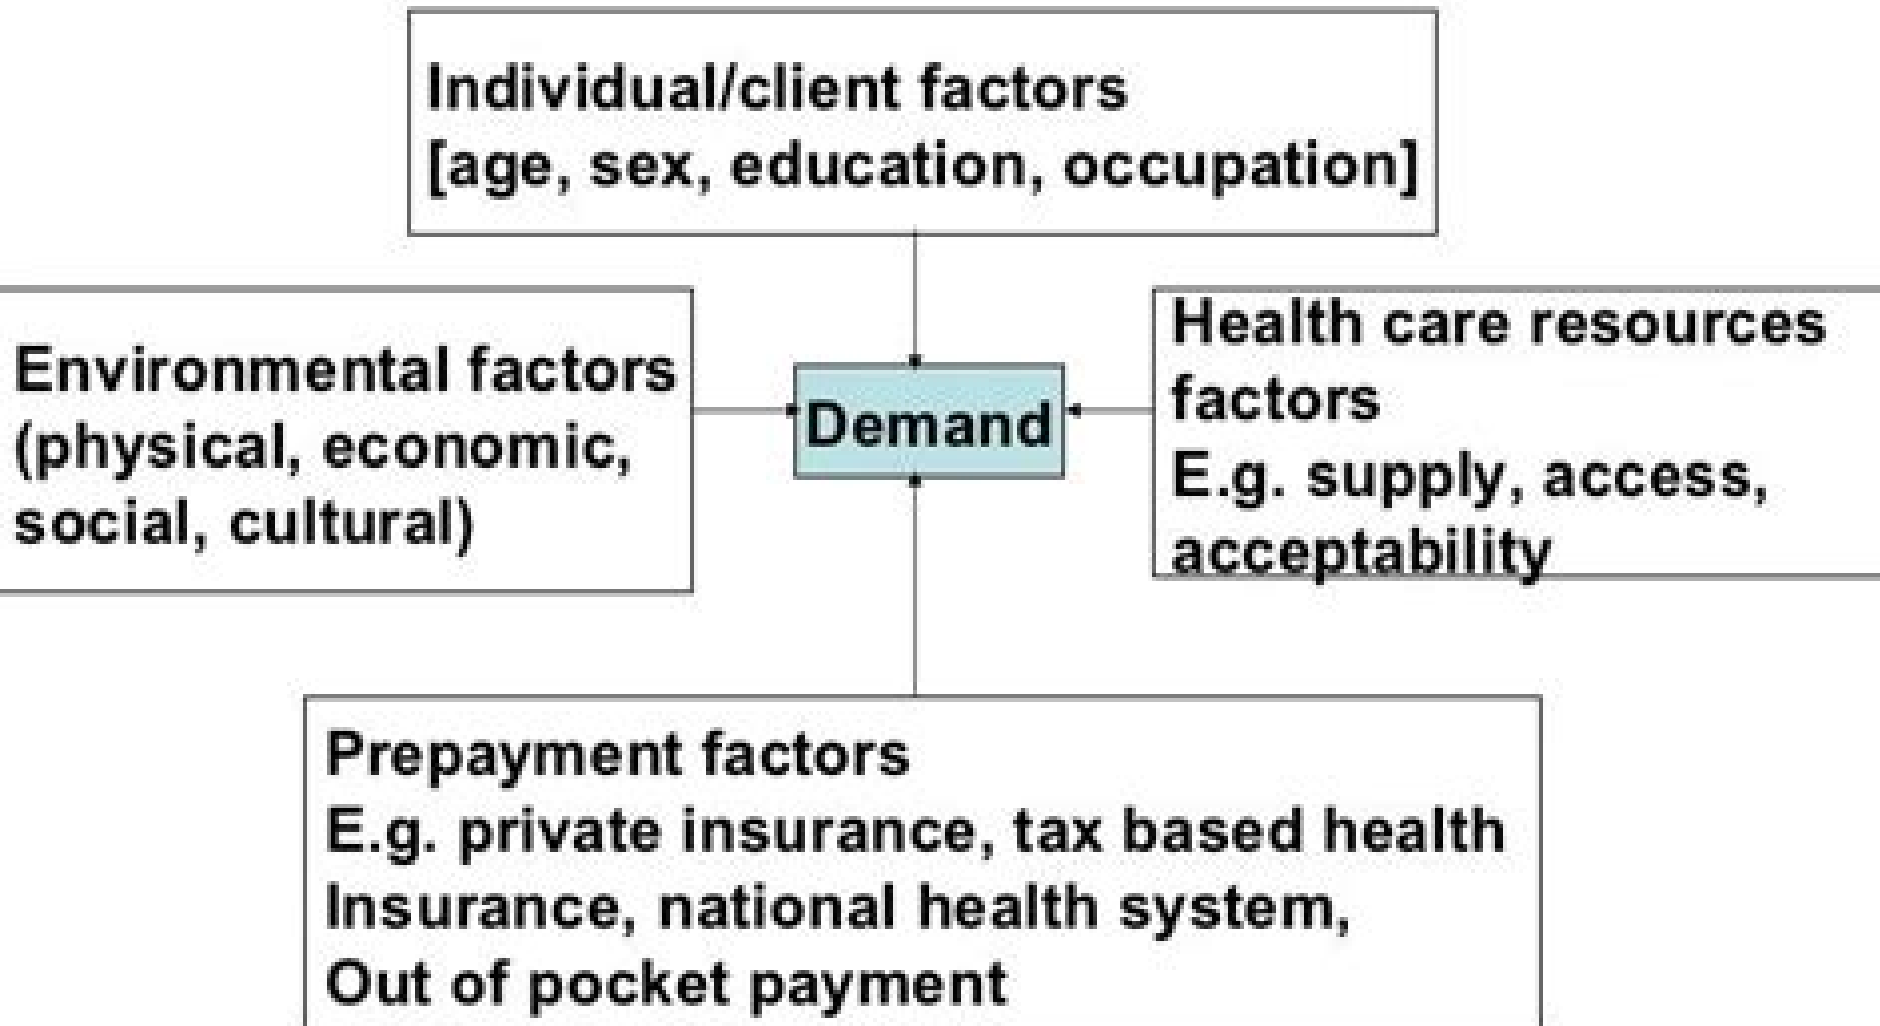 Individual/client factors
[age, sex, education, occupation]
Environmental factors
(physical, economic,
social, cultural)
Demand
Health care resources
factors
E.g. supply, access,
acceptability
Prepayment factors
E.g. private insurance, tax based health
Insurance, national health system,
Out of pocket payment